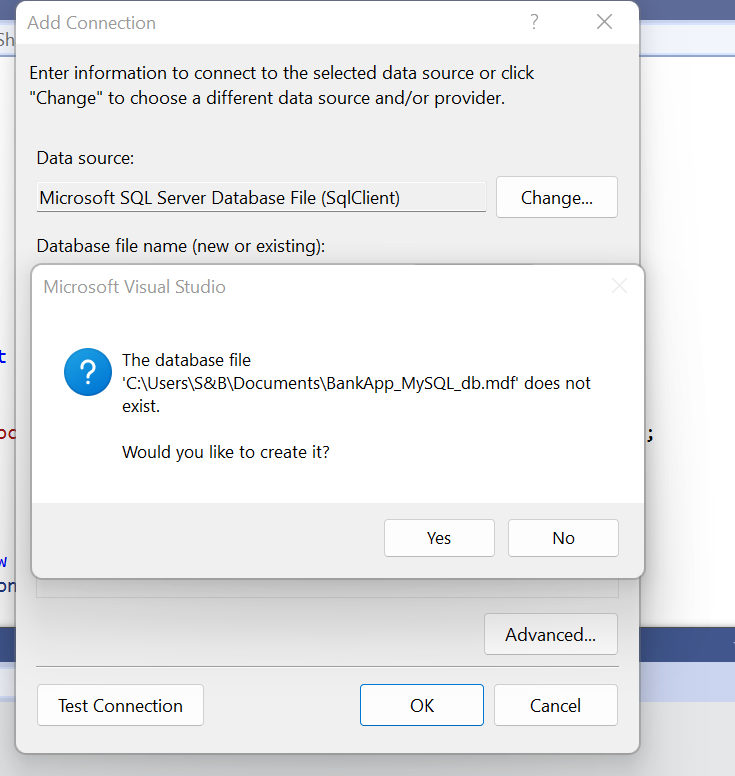 Add Connection
?
Sh
Enter information to connect to the selected data source or click
"Change" to choose a different data source and/or provider.
Data source:
Microsoft SQL Server Database File (SqlClient)
Change...
Database file name (new or existing):
Microsoft Visual Studio
?
The database file
'C:\Users\S&B\Documents\BankApp_MySQL_db.mdf' does not
exist.
Would you like to create it?
Yes
No
t
;
w
Advanced...
Test Connection
OK
Cancel